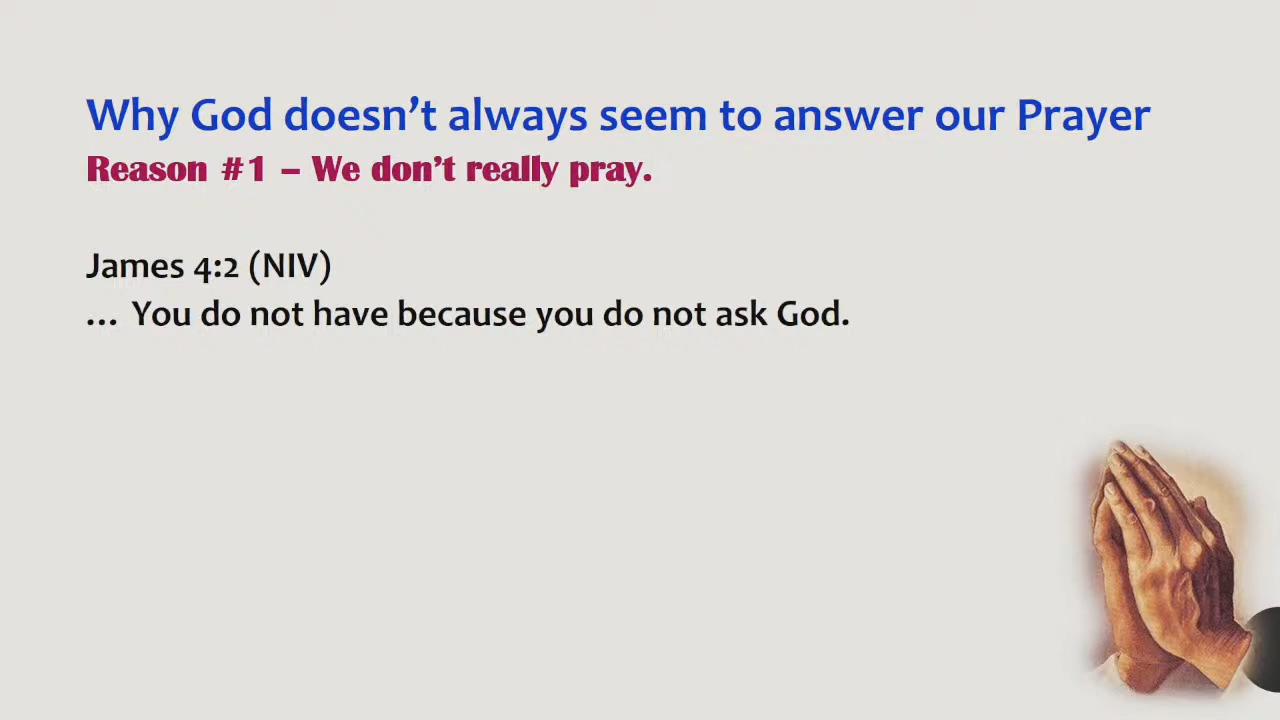 Why God doesn’t always seem to answer our Prayer
Reason #1 – We don’t really pray.
James 4:2 (NIV)
… You do not have because you do not ask God.